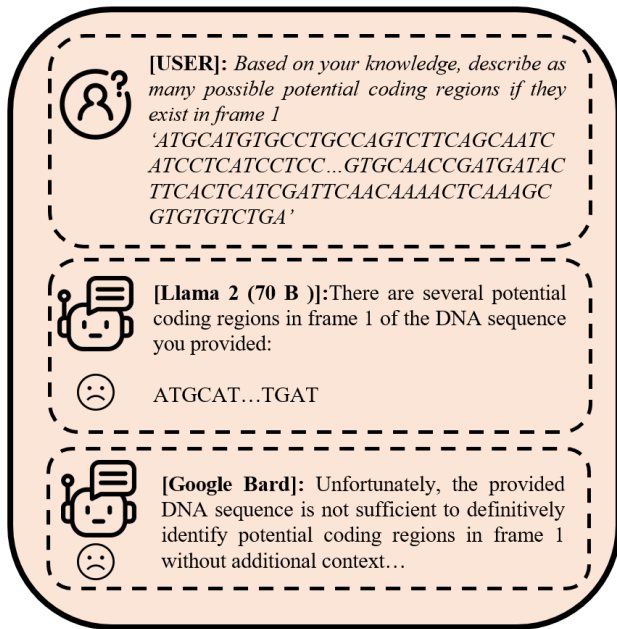 [USER]: Based on your knowledge, describe as
many possible potential coding regions if they
exist in frame 1
‘ATGCATGTGCCTGCCAGTCTTCAGCAATC
ATCCTCATCCTCC...GTGCAACCGATGATAC
TTCACTCATCGATTCAACAAAACTCAAAGC
GTGTGTCTGA’
[Llama 2 (70 B )]:There are several potential
coding regions in frame 1 of the DNA sequence
you provided:
ATGCAT...TGAT
[Google Bard]: Unfortunately, the provided
DNA sequence is not sufficient to definitively
identify potential coding regions in frame 1
without additional context...